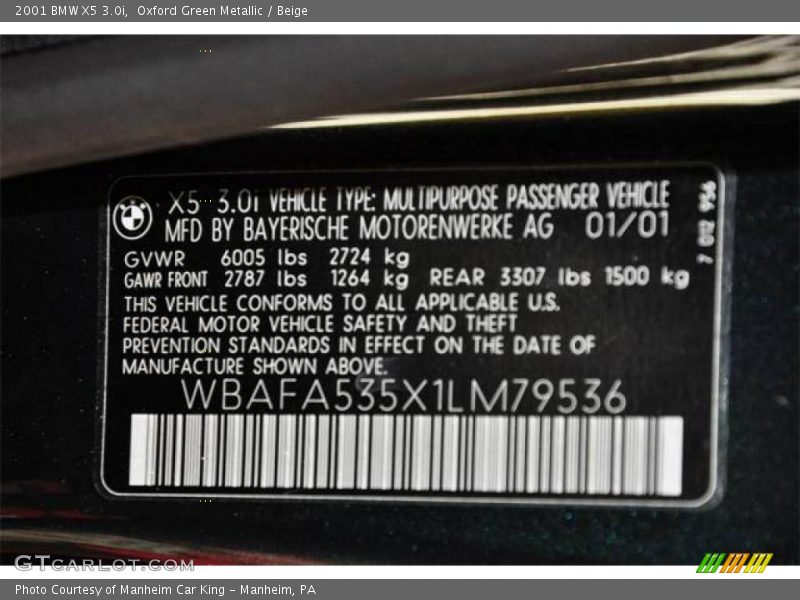 2001 BMW X5 3.0i, Oxford Green Metallic / Beige
X5 3.0i VEHICLE TYPE: MULTIPURPOSE PASSENGER VEHICLE
MFD BY BAYERISCHE MOTORENWERKE AG 01/01
7 012 936
GVWR 6005 lbs 2724 kg
GAWR FRONT 2787 lbs 1264 kg REAR 3307 lbs 1500 kg
THIS VEHICLE CONFORMS TO ALL APPLICABLE U.S.
FEDERAL MOTOR VEHICLE SAFETY AND THEFT
PREVENTION STANDARDS IN EFFECT ON THE DATE OF
MANUFACTURE SHOWN ABOVE.
WBAFA535X1LM79536
GTCARLOT.COM
Photo Courtesy of Manheim Car King - Manheim, PA